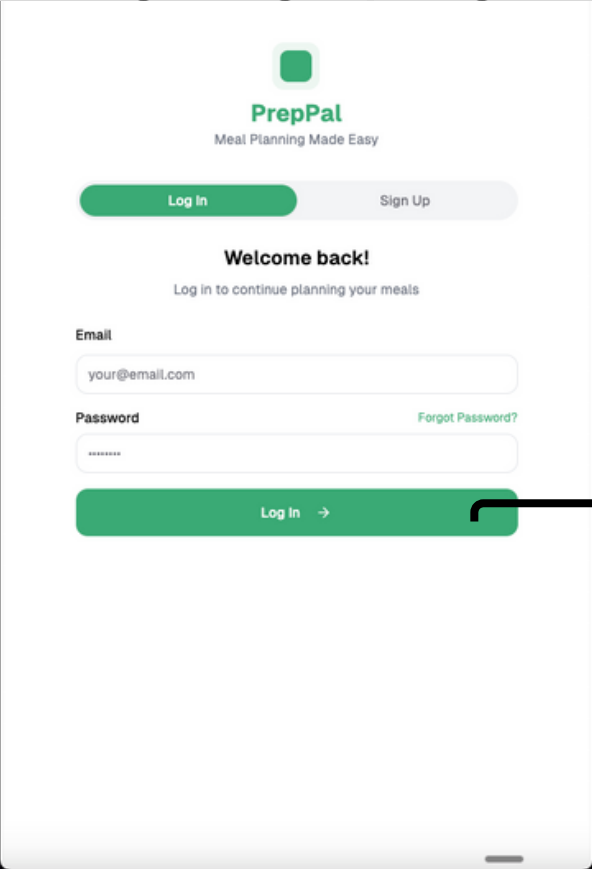 PrepPal
Meal Planning Made Easy
Log In Sign Up
Welcome back!
Log in to continue planning your meals
Email
your@email.com
Password Forgot Password?
········
Log In →